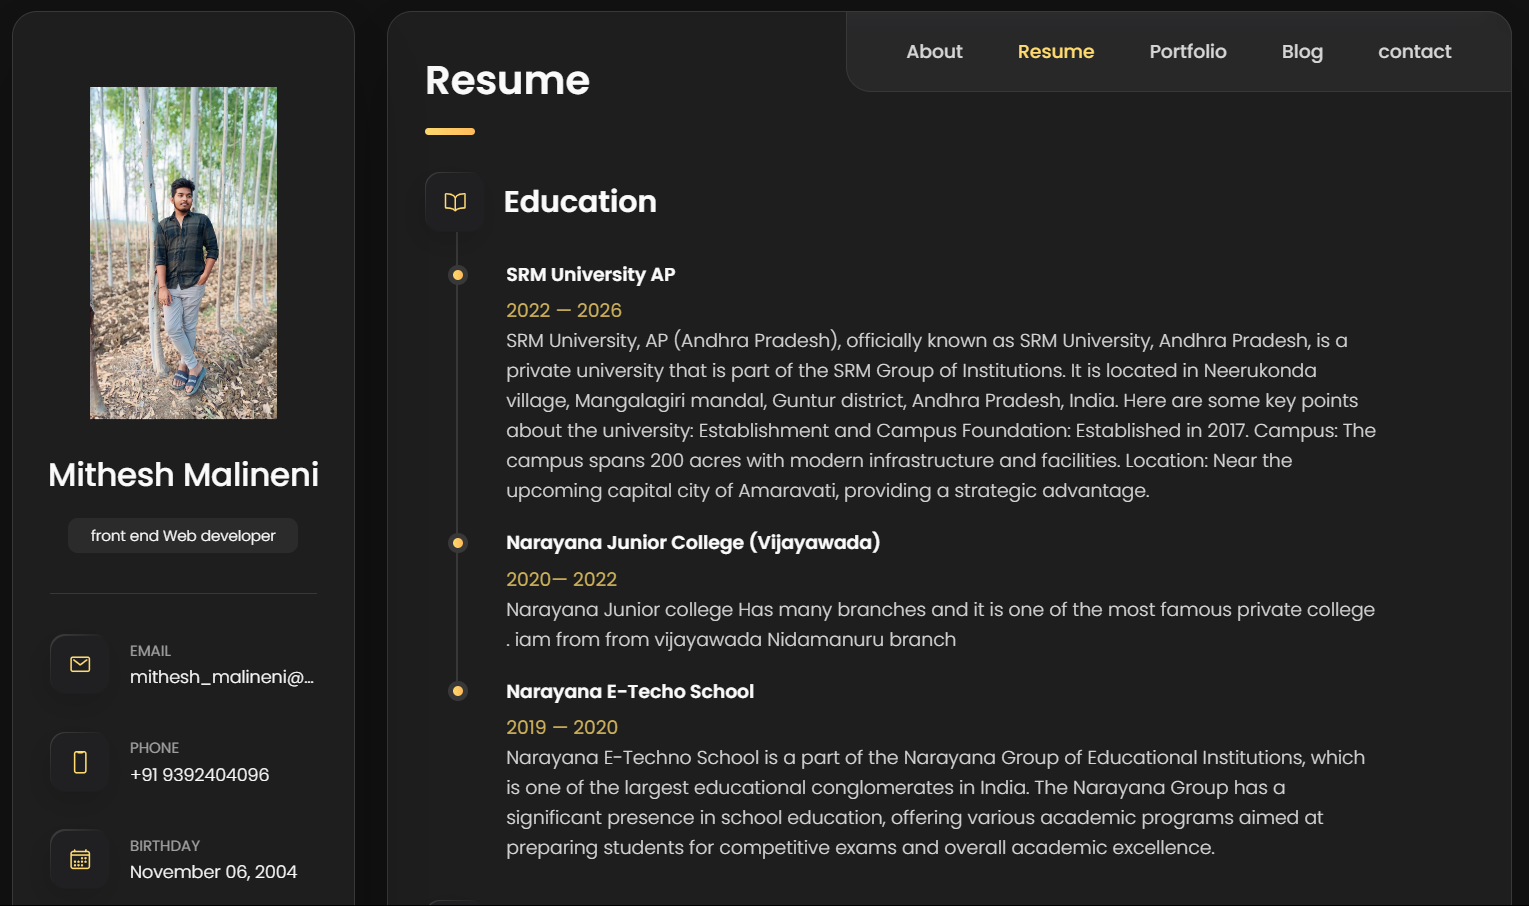 About
Resume
Portfolio
Blog
contact
Mithesh Malineni
front end Web developer
EMAIL
mithesh_malineni@...
PHONE
+91 9392404096
BIRTHDAY
November 06, 2004
Resume
Education
SRM University AP
2022 — 2026
SRM University, AP (Andhra Pradesh), officially known as SRM University, Andhra Pradesh, is a
private university that is part of the SRM Group of Institutions. It is located in Neerukonda
village, Mangalagiri mandal, Guntur district, Andhra Pradesh, India. Here are some key points
about the university: Establishment and Campus Foundation: Established in 2017. Campus: The
campus spans 200 acres with modern infrastructure and facilities. Location: Near the
upcoming capital city of Amaravati, providing a strategic advantage.
Narayana Junior College (Vijayawada)
2020— 2022
Narayana Junior college Has many branches and it is one of the most famous private college
. iam from from vijayawada Nidamanuru branch
Narayana E-Techo School
2019 — 2020
Narayana E-Techno School is a part of the Narayana Group of Educational Institutions, which
is one of the largest educational conglomerates in India. The Narayana Group has a
significant presence in school education, offering various academic programs aimed at
preparing students for competitive exams and overall academic excellence.